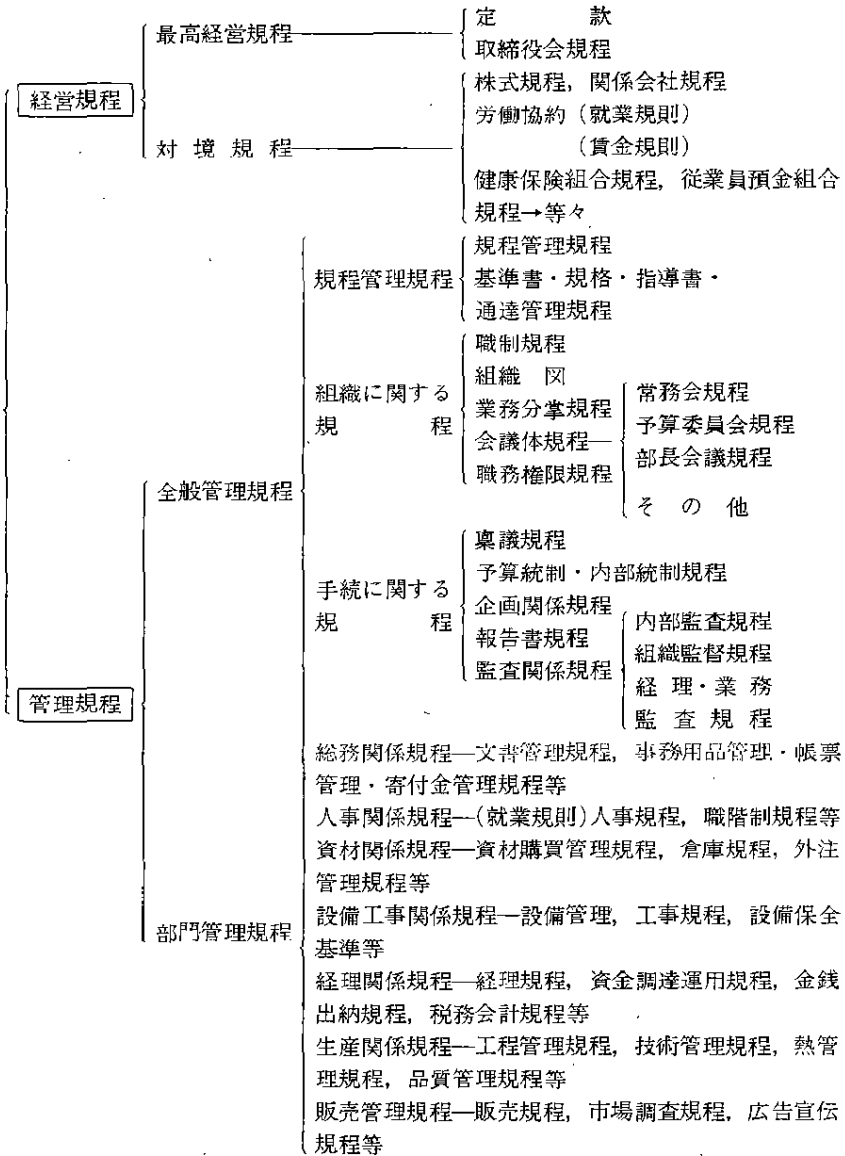 経営規程
最高経営規程
定款
取締役会規程
対境規程
株式規程，関係会社規程
労働協約（就業規則）
（賃金規則）
健康保険組合規程，従業員預金組合
規程→等々
管理規程
全般管理規程
規程管理規程
規程管理規程
基準書・規格・指導書・
通達管理規程
組織に関する
規程
職制規程
組織図
業務分掌規程
会議体規程
常務会規程
予算委員会規程
部長会議規程
その他
職務権限規程
手続に関する
規程
稟議規程
予算統制・内部統制規程
企画関係規程
報告書規程
監査関係規程
内部監査規程
組織監督規程
経理・業務
監査規程
部門管理規程
総務関係規程―文書管理規程，事務用品管理・帳票
管理・寄付金管理規程等
人事関係規程―(就業規則)人事規程，職階制規程等
資材関係規程―資材購買管理規程，倉庫規程，外注
管理規程等
設備工事関係規程―設備管理，工事規程，設備保全
基準等
経理関係規程―経理規程，資金調達運用規程，金銭
出納規程，税務会計規程等
生産関係規程―工程管理規程，技術管理規程，熱管
理規程，品質管理規程等
販売管理規程―販売規程，市場調査規程，広告宣伝
規程等